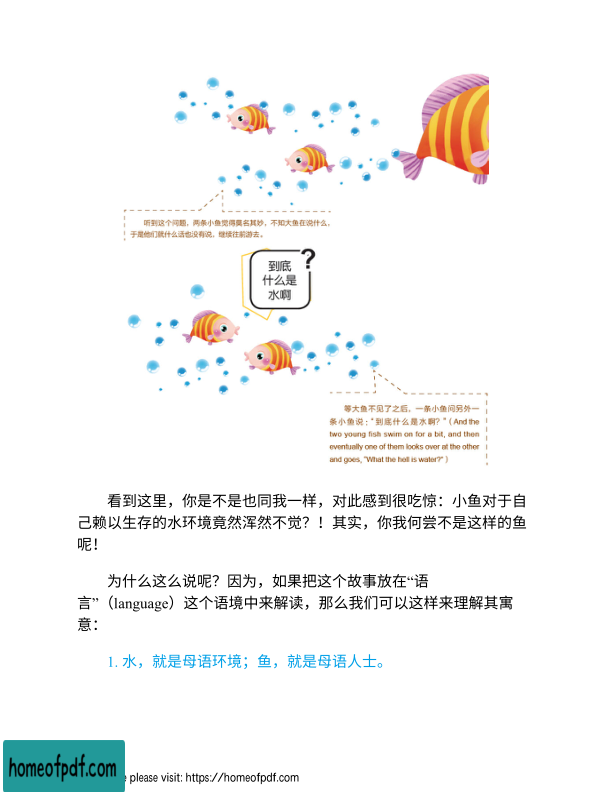 听到这个问题，两条小鱼觉得莫名其妙，不知大鱼在说什么，
于是他们就什么话也没有说，继续往前游去。
?
到底
什么是
水啊
等大鱼不见了之后，一条小鱼问另外一
条小鱼说：“到底什么是水啊？”（And the
two young fish swim on for a bit, and then
eventually one of them looks over at the other
and goes, “What the hell is water?”）
看到这里，你是不是也同我一样，对此感到很吃惊：小鱼对于自
己赖以生存的水环境竟然浑然不觉？！其实，你我何尝不是这样的鱼
呢！
为什么这么说呢？因为，如果把这个故事放在“语
言”（language）这个语境中来解读，那么我们可以这样来理解其寓
意：
1. 水，就是母语环境；鱼，就是母语人士。
homeofpdf.com
e please visit: https://homeofpdf.com